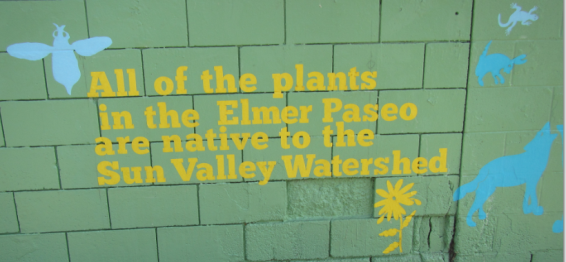 All of the plants
in the Elmer Paseo
are native to the
Sun Valley Watershed